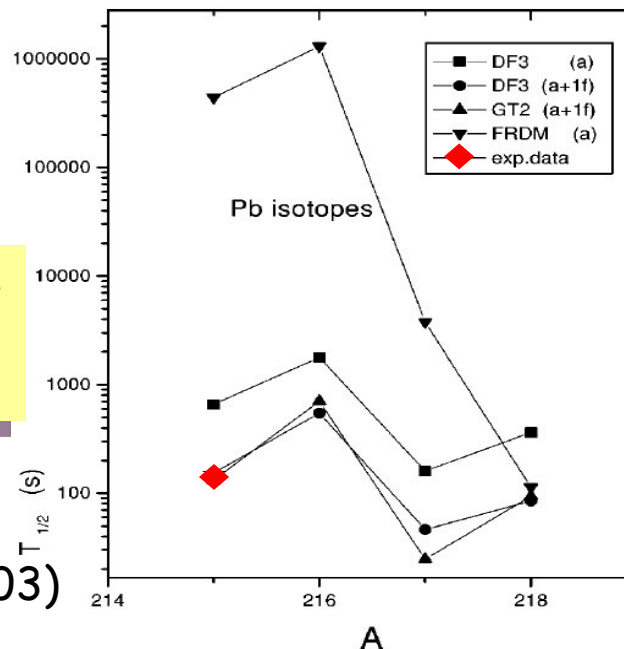 1000000
DF3 (a)
DF3 (a+1f)
GT2 (a+1f)
FRDM (a)
exp.data
100000
Pb isotopes
10000
1000
100
T 1/2 (s)
03)
214
216
218
A